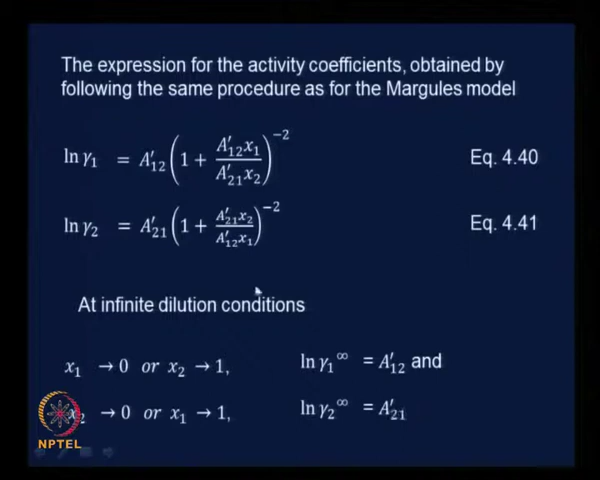 The expression for the activity coefficients, obtained by
following the same procedure as for the Margules model
ln γ₁ = A′₁₂ (1 + A′₁₂x₁ / A′₂₁x₂)⁻² Eq. 4.40
ln γ₂ = A′₂₁ (1 + A′₂₁x₂ / A′₁₂x₁)⁻² Eq. 4.41
At infinite dilution conditions
x₁ → 0 or x₂ → 1, ln γ₁^∞ = A′₁₂ and
x₂ → 0 or x₁ → 1, ln γ₂^∞ = A′₂₁
NPTEL